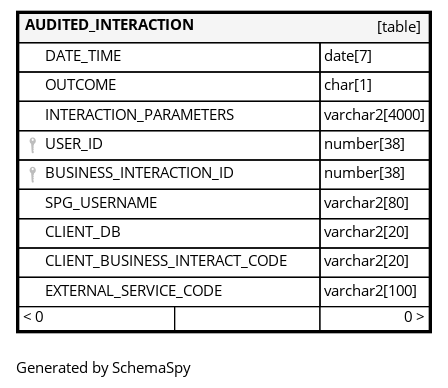 AUDITED_INTERACTION [table]
DATE_TIME date[7]
OUTCOME char[1]
INTERACTION_PARAMETERS varchar2[4000]
USER_ID number[38]
BUSINESS_INTERACTION_ID number[38]
SPG_USERNAME varchar2[80]
CLIENT_DB varchar2[20]
CLIENT_BUSINESS_INTERACT_CODE varchar2[20]
EXTERNAL_SERVICE_CODE varchar2[100]
< 0 0 >
Generated by SchemaSpy